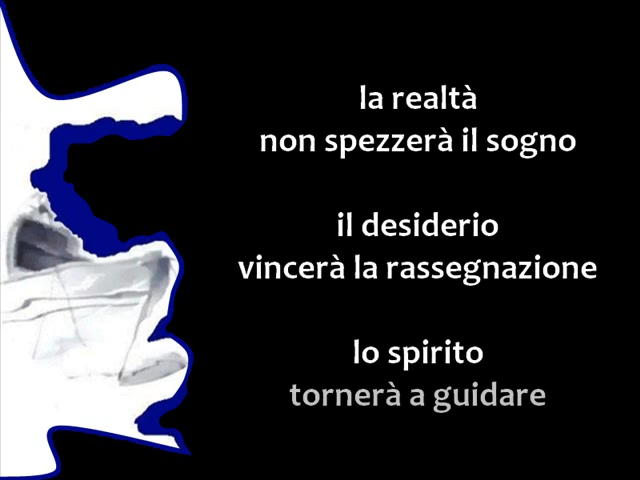 la realtà
non spezzerà il sogno
il desiderio
vincerà la rassegnazione
lo spirito
tornerà a guidare